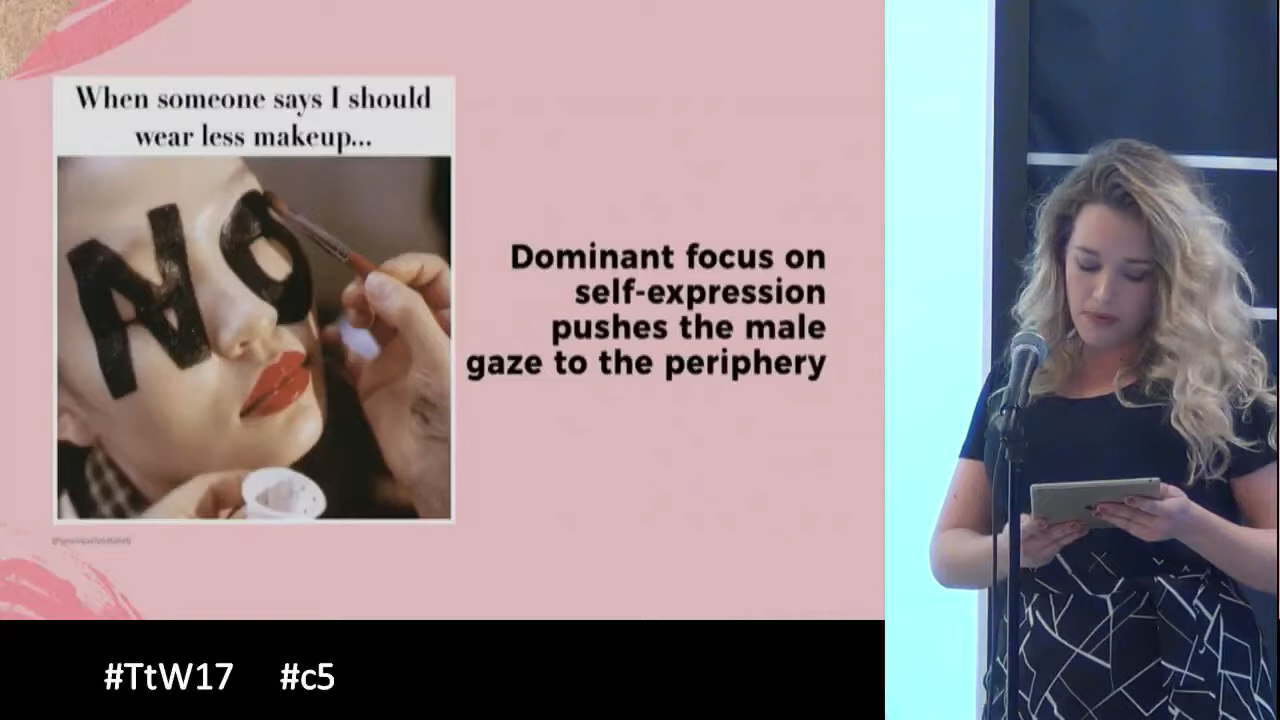 When someone says I should
wear less makeup...
NO
Dominant focus on
self-expression
pushes the male
gaze to the periphery
#TtW17 #c5